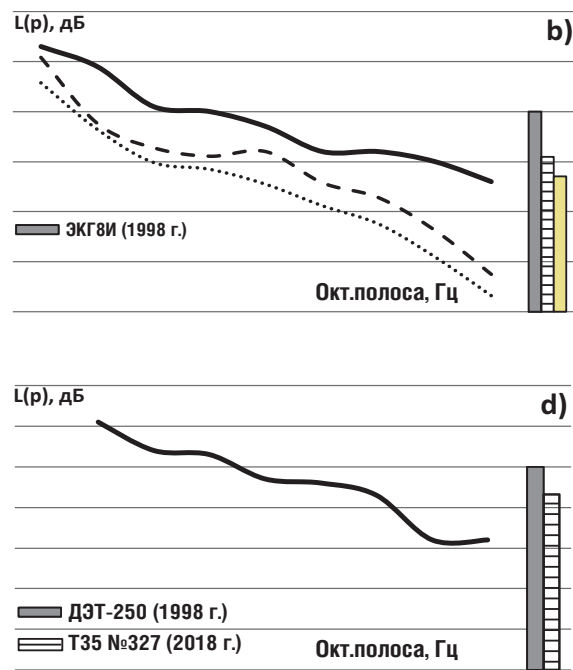 L(p), дБ
b)
ЭКГ8И (1998 г.)
Окт.полоса, Гц
L(p), дБ
d)
ДЭТ-250 (1998 г.)
Т35 №327 (2018 г.)
Окт.полоса, Гц